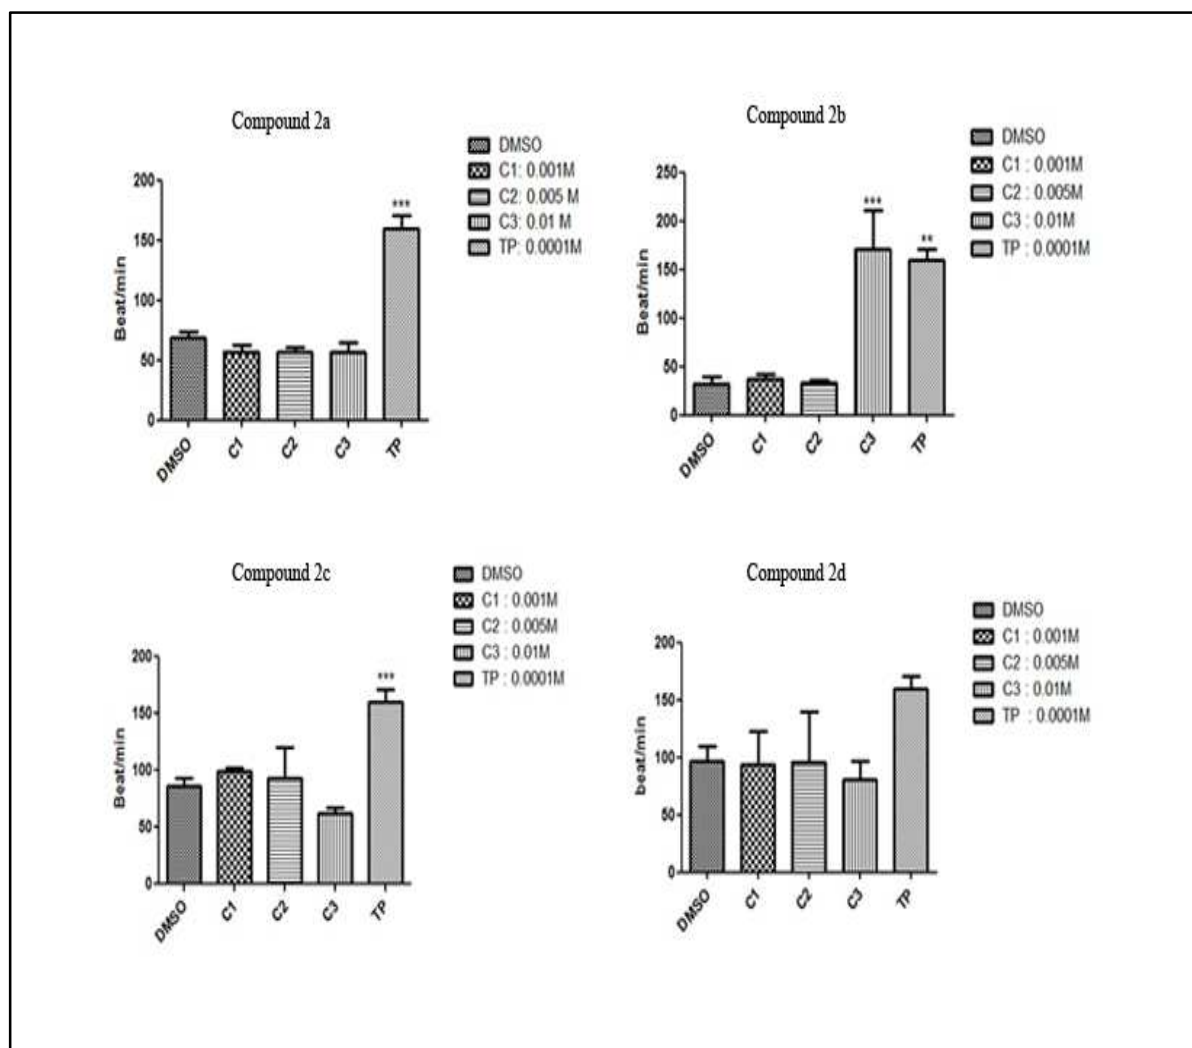 Compound 2a
DMSO
C1: 0.001M
C2: 0.005 M
C3: 0.01 M
TP: 0.0001M
200
150
100
50
0
Beat/min
***
DMSO
C1
C2
C3
TP
Compound 2b
DMSO
C1: 0.001M
C2: 0.005M
C3: 0.01M
TP: 0.0001M
250
200
150
100
50
0
Beat/min
***
**
DMSO
C1
C2
C3
TP
Compound 2c
DMSO
C1 : 0.001M
C2 : 0.005M
C3 : 0.01M
TP : 0.0001M
200
150
100
50
0
Beat/min
***
DMSO
C1
C2
C3
TP
Compound 2d
DMSO
C1 : 0.001M
C2 : 0.005M
C3 : 0.01M
TP : 0.0001M
200
150
100
50
0
beat/min
DMSO
C1
C2
C3
TP